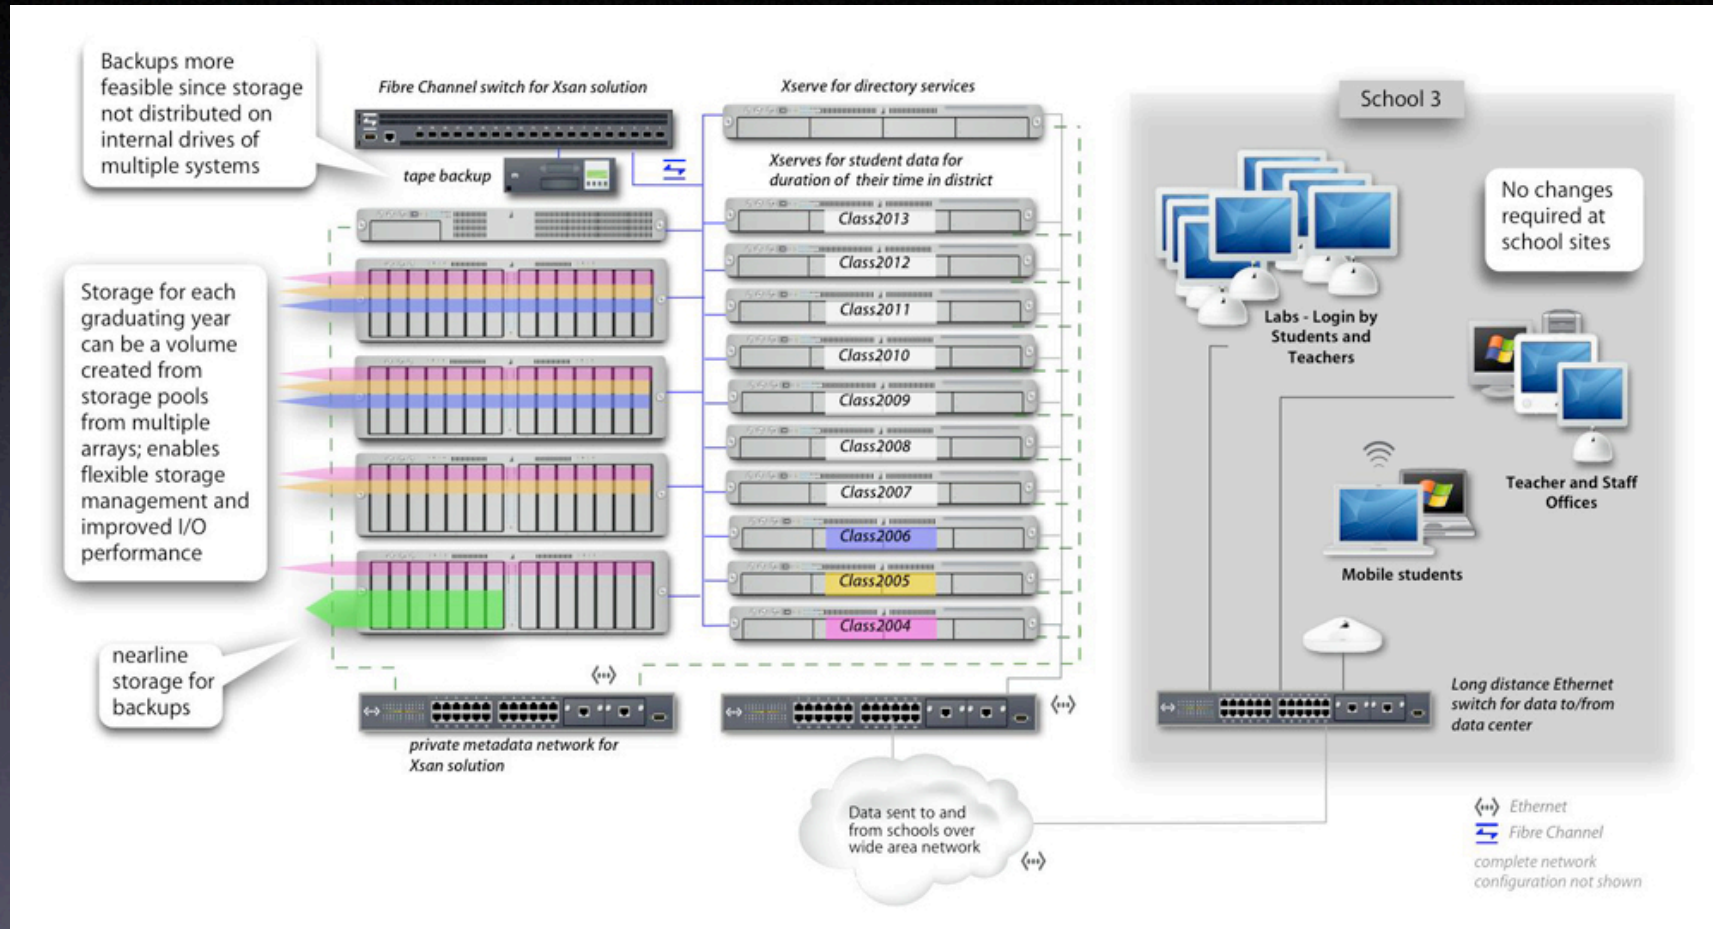 Backups more
feasible since storage
not distributed on
internal drives of
multiple systems
Fibre Channel switch for Xsan solution
tape backup
Xserve for directory services
Xserves for student data for
duration of their time in district
Class2013
Class2012
Class2011
Class2010
Class2009
Class2008
Class2007
Class2006
Class2005
Class2004
Storage for each
graduating year
can be a volume
created from
storage pools
from multiple
arrays; enables
flexible storage
management and
improved I/O
performance
nearline
storage for
backups
private metadata network for
Xsan solution
Data sent to and
from schools over
wide area network
School 3
No changes
required at
school sites
Labs - Login by
Students and
Teachers
Teacher and Staff
Offices
Mobile students
Long distance Ethernet
switch for data to/from
data center
Ethernet
Fibre Channel
complete network
configuration not shown